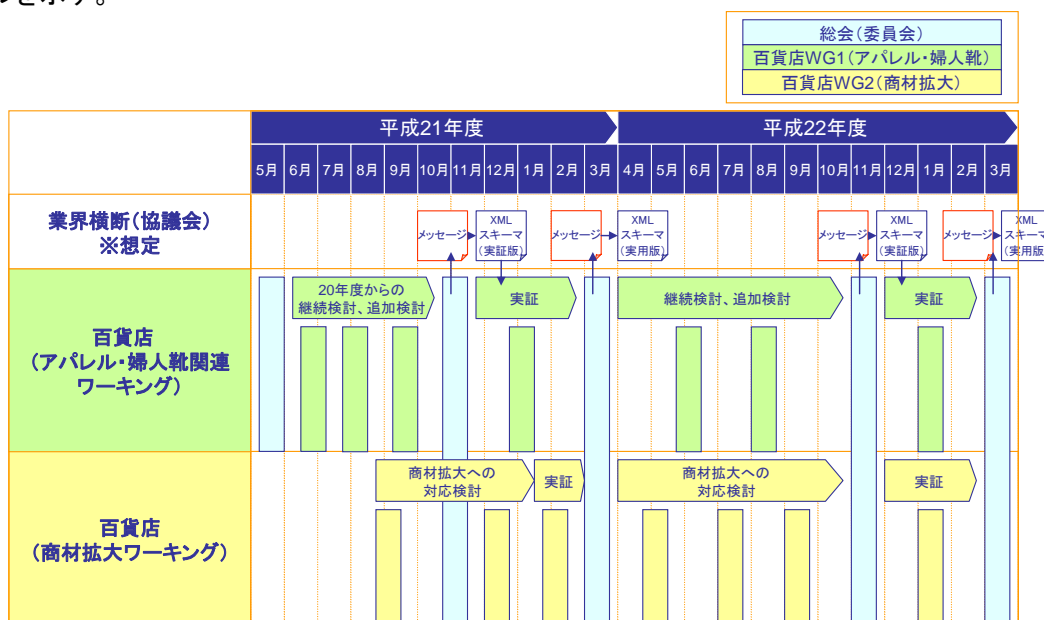 のを示す。
総会(委員会)
百貨店WG1(アパレル・婦人靴)
百貨店WG2(商材拡大)
平成21年度
平成22年度
5月 6月 7月 8月 9月 10月 11月 12月 1月 2月 3月 4月 5月 6月 7月 8月 9月 10月 11月 12月 1月 2月 3月
業界横断(協議会)
※想定
メッセージ
XML
スキーマ
(実証版)
メッセージ
XML
スキーマ
(実用版)
メッセージ
XML
スキーマ
(実証版)
メッセージ
XML
スキーマ
(実用版
百貨店
(アパレル・婦人靴関連
ワーキング)
20年度からの
継続検討、追加検討
実証
継続検討、追加検討
実証
百貨店
(商材拡大ワーキング)
商材拡大への
対応検討
実証
商材拡大への
対応検討
実証